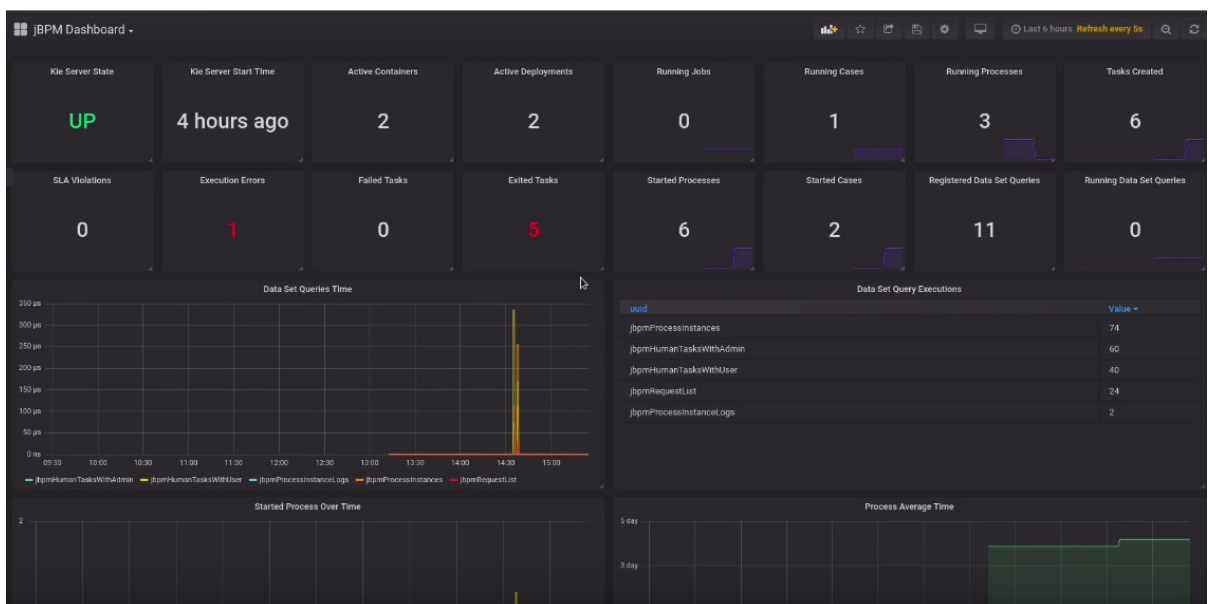 jBPM Dashboard
Last 6 hours Refresh every 5s
Kie Server State
UP
Kie Server Start Time
4 hours ago
Active Containers
2
Active Deployments
2
Running Jobs
0
Running Cases
1
Running Processes
3
Tasks Created
6
SLA Violations
0
Execution Errors
1
Failed Tasks
0
Exited Tasks
5
Started Processes
6
Started Cases
2
Registered Data Set Queries
11
Running Data Set Queries
0
Data Set Queries Time
350 µs
300 µs
250 µs
200 µs
150 µs
100 µs
50 µs
0 ns
09:30 10:00 10:30 11:00 11:30 12:00 12:30 13:00 13:30 14:00 14:30 15:00
jbpmHumanTasksWithAdmin jbpmHumanTasksWithUser jbpmProcessInstanceLogs jbpmProcessInstances jbpmRequestList
Data Set Query Executions
uuid Value
jbpmProcessInstances 74
jbpmHumanTasksWithAdmin 60
jbpmHumanTasksWithUser 40
jbpmRequestList 24
jbpmProcessInstanceLogs 2
Started Process Over Time
2
Process Average Time
5 day
3 day